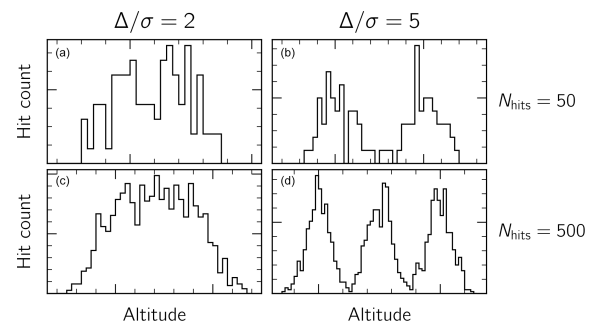 Δ/σ = 2
Δ/σ = 5
(a)
(b)
Hit count
N_hits = 50
(c)
(d)
Hit count
N_hits = 500
Altitude
Altitude